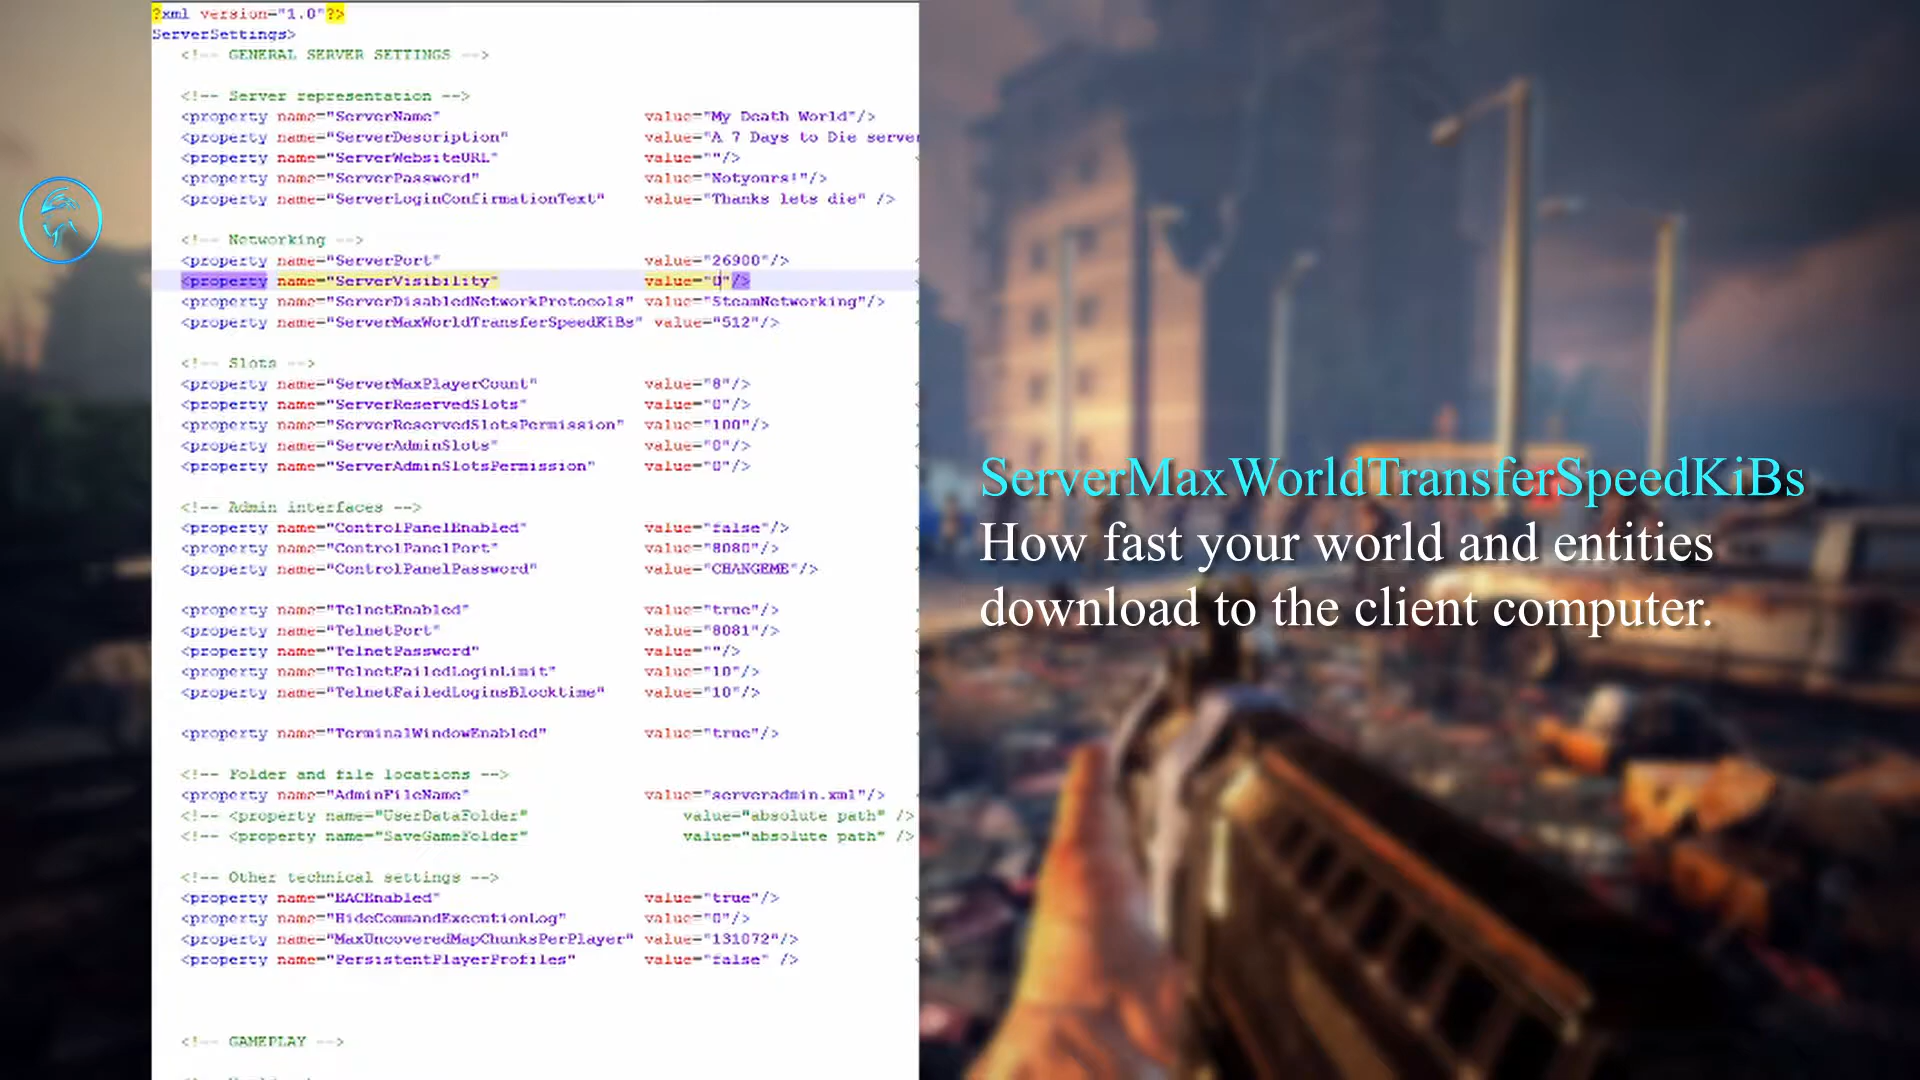 ?xml version="1.0"?>
ServerSettings>
<!-- GENERAL SERVER SETTINGS -->
<!-- Server representation -->
<property name="ServerName" value="My Death World"/>
<property name="ServerDescription" value="A 7 Days to Die server
<property name="ServerWebsiteURL" value=""/>
<property name="ServerPassword" value="Notyours!"/>
<property name="ServerLoginConfirmationText" value="Thanks lets die" />
<!-- Networking -->
<property name="ServerPort" value="26900"/>
<property name="ServerVisibility" value="0"/>
<property name="ServerDisabledNetworkProtocols" value="SteamNetworking"/>
<property name="ServerMaxWorldTransferSpeedKiBs" value="512"/>
<!-- Slots -->
<property name="ServerMaxPlayerCount" value="8"/>
<property name="ServerReservedSlots" value="0"/>
<property name="ServerReservedSlotsPermission" value="100"/>
<property name="ServerAdminSlots" value="0"/>
<property name="ServerAdminSlotsPermission" value="0"/>
<!-- Admin interfaces -->
<property name="ControlPanelEnabled" value="false"/>
<property name="ControlPanelPort" value="8080"/>
<property name="ControlPanelPassword" value="CHANGEME"/>
<property name="TelnetEnabled" value="true"/>
<property name="TelnetPort" value="8081"/>
<property name="TelnetPassword" value=""/>
<property name="TelnetFailedLoginLimit" value="10"/>
<property name="TelnetFailedLoginsBlocktime" value="10"/>
<property name="TerminalWindowEnabled" value="true"/>
<!-- Folder and file locations -->
<property name="AdminFileName" value="serveradmin.xml"/>
<!-- <property name="UserDataFolder" value="absolute path" />
<!-- <property name="SaveGameFolder" value="absolute path" />
<!-- Other technical settings -->
<property name="EACEnabled" value="true"/>
<property name="HideCommandExecutionLog" value="0"/>
<property name="MaxUncoveredMapChunksPerPlayer" value="131072"/>
<property name="PersistentPlayerProfiles" value="false" />
<!-- GAMEPLAY -->
ServerMaxWorldTransferSpeedKiBs
How fast your world and entities
download to the client computer.